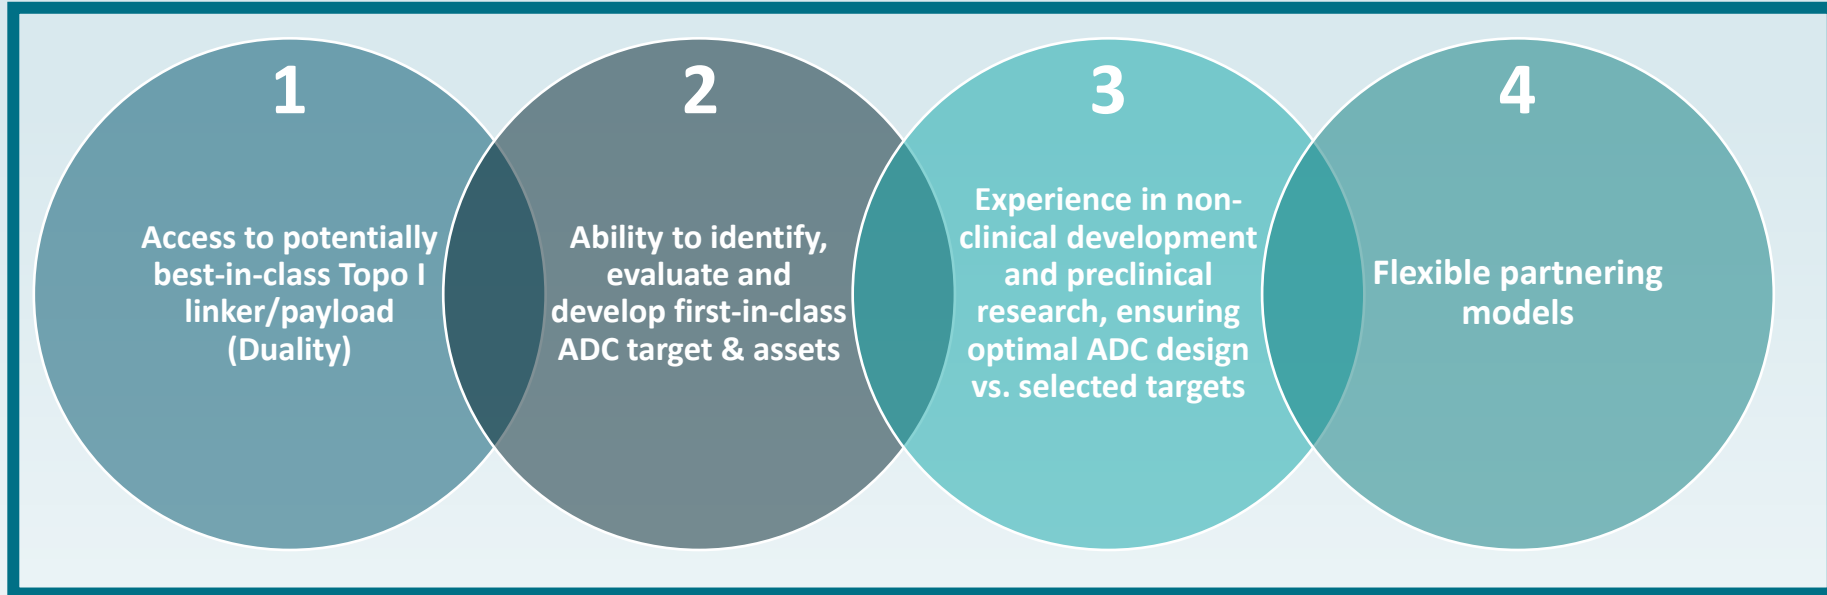 1
Access to potentially
best-in-class Topo I
linker/payload
(Duality)
2
Ability to identify,
evaluate and
develop first-in-class
ADC target & assets
3
Experience in non-
clinical development
and preclinical
research, ensuring
optimal ADC design
vs. selected targets
4
Flexible partnering
models